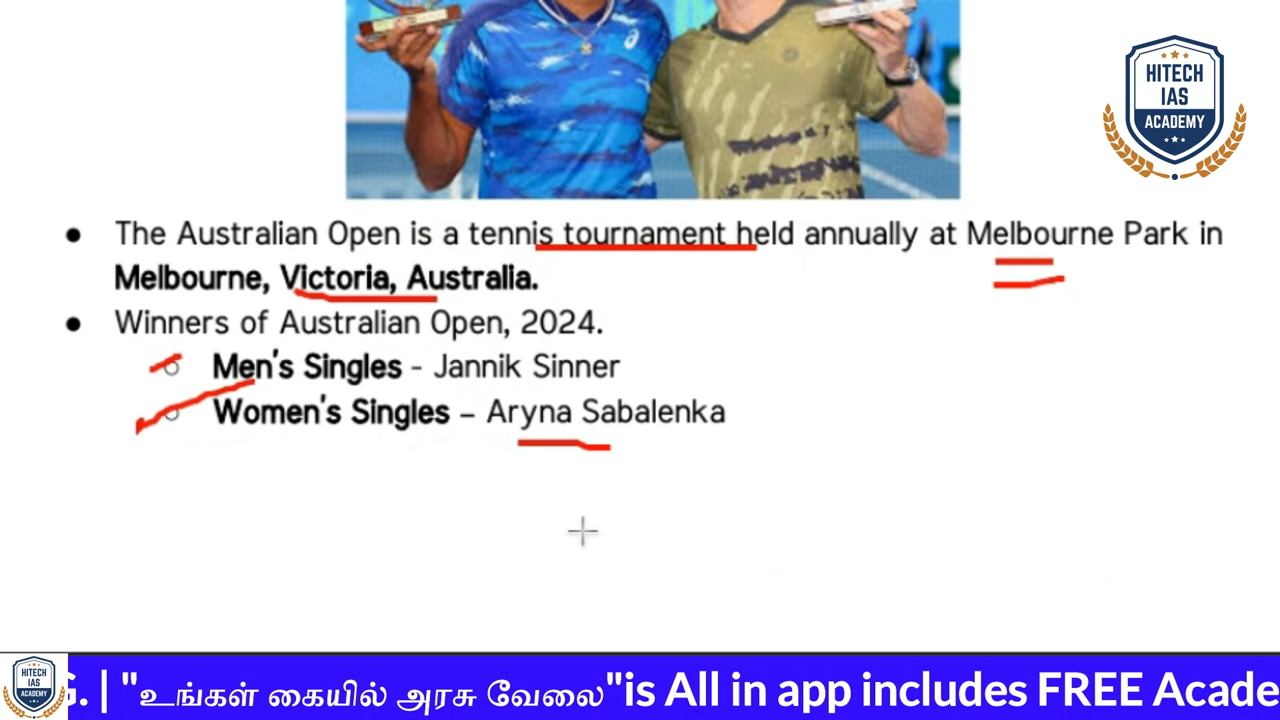 HITECH
IAS
ACADEMY
● The Australian Open is a tennis tournament held annually at Melbourne Park in
Melbourne, Victoria, Australia.
● Winners of Australian Open, 2024.
○ Men's Singles - Jannik Sinner
○ Women's Singles – Aryna Sabalenka
HITECH
IAS
ACADEMY
G. | "உங்கள் கையில் அரசு வேலை"is All in app includes FREE Acade